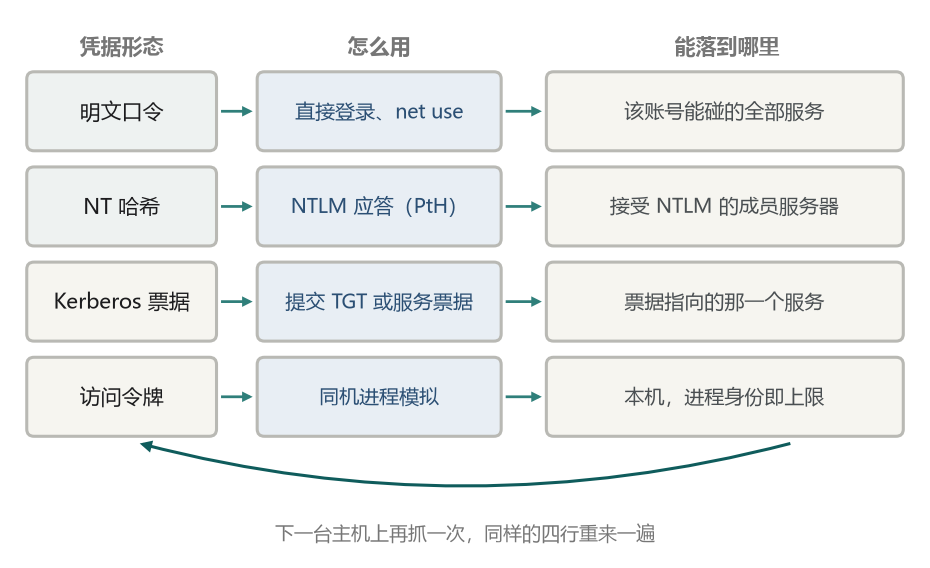 凭据形态 怎么用 能落到哪里
明文口令 直接登录、net use 该账号能碰的全部服务
NT 哈希 NTLM 应答（PtH） 接受 NTLM 的成员服务器
Kerberos 票据 提交 TGT 或服务票据 票据指向的那一个服务
访问令牌 同机进程模拟 本机，进程身份即上限
下一台主机上再抓一次，同样的四行重来一遍